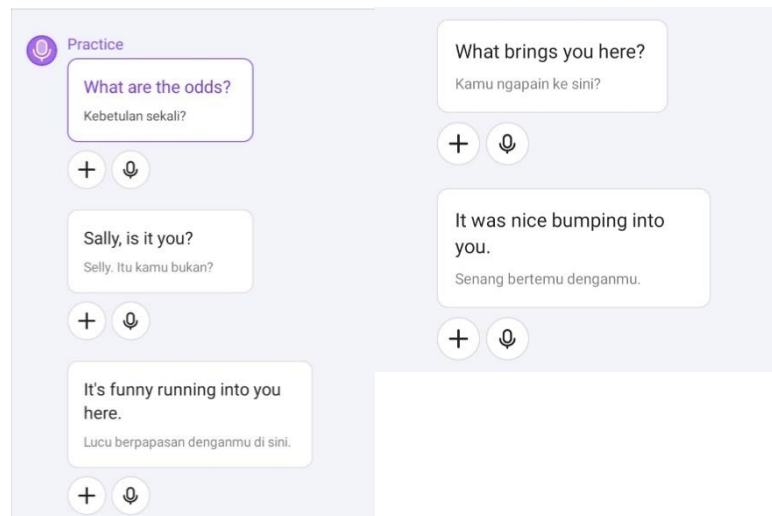 Practice
What are the odds?
Kebetulan sekali?
Sally, is it you?
Selly. Itu kamu bukan?
It's funny running into you
here.
Lucu berpapasan denganmu di sini.
What brings you here?
Kamu ngapain ke sini?
It was nice bumping into
you.
Senang bertemu denganmu.